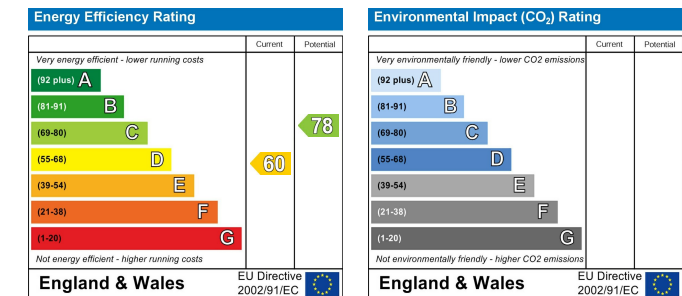 Energy Efficiency Rating
Current Potential
Very energy efficient - lower running costs
(92 plus) A
(81-91) B
(69-80) C
78
(55-68) D
60
(39-54) E
(21-38) F
(1-20) G
Not energy efficient - higher running costs
England & Wales
EU Directive
2002/91/EC
Environmental Impact (CO₂) Rating
Current Potential
Very environmentally friendly - lower CO2 emissions
(92 plus) A
(81-91) B
(69-80) C
(55-68) D
(39-54) E
(21-38) F
(1-20) G
Not environmentally friendly - higher CO2 emissions
England & Wales
EU Directive
2002/91/EC